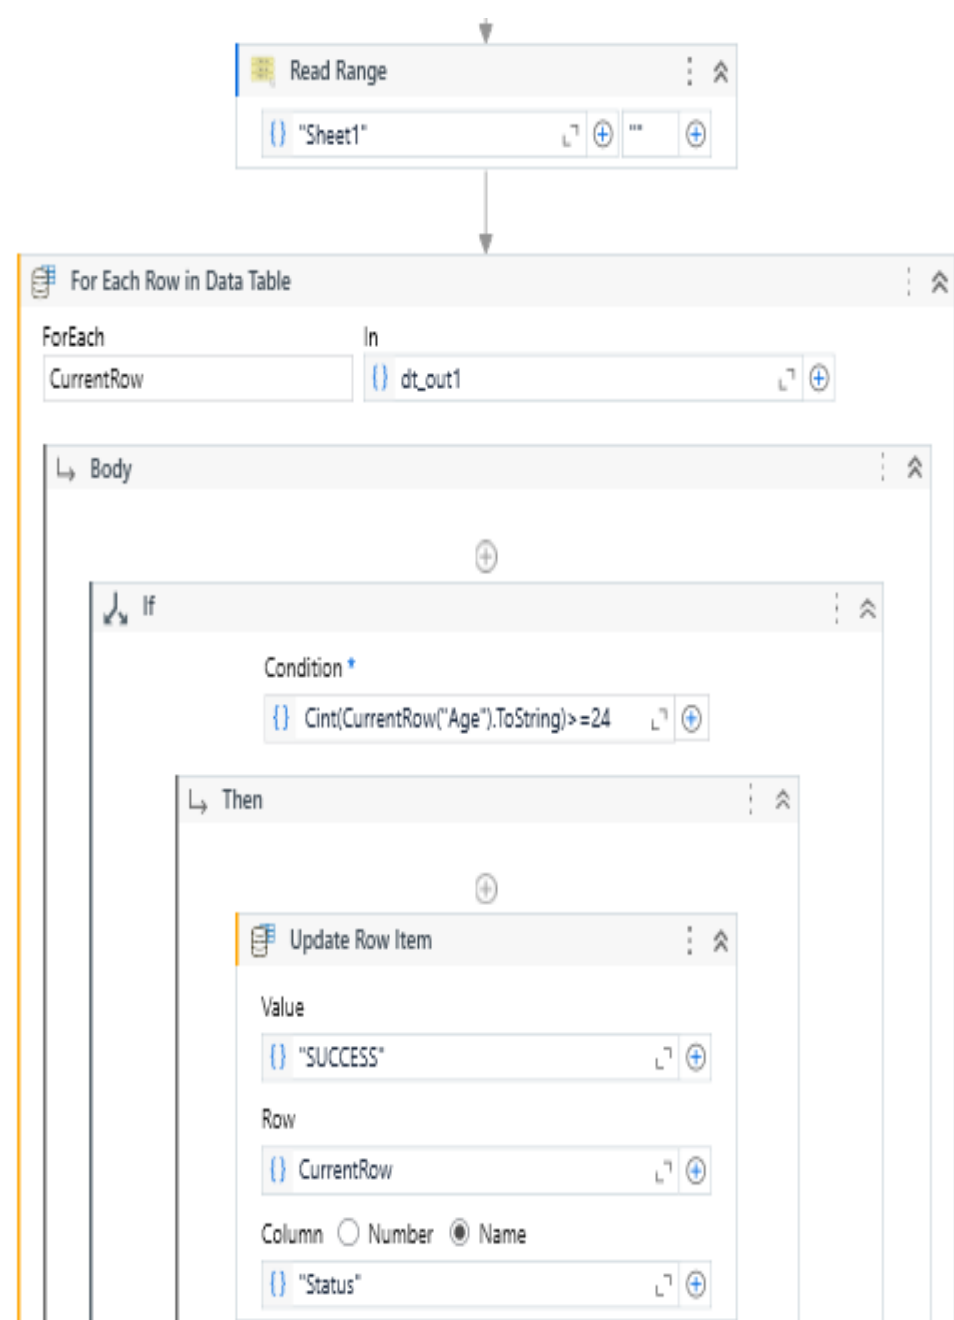 Read Range
"Sheet1" ""
For Each Row in Data Table
ForEach In
CurrentRow dt_out1
Body
If
Condition *
Cint(CurrentRow("Age").ToString)>=24
Then
Update Row Item
Value
"SUCCESS"
Row
CurrentRow
Column Number Name
"Status"